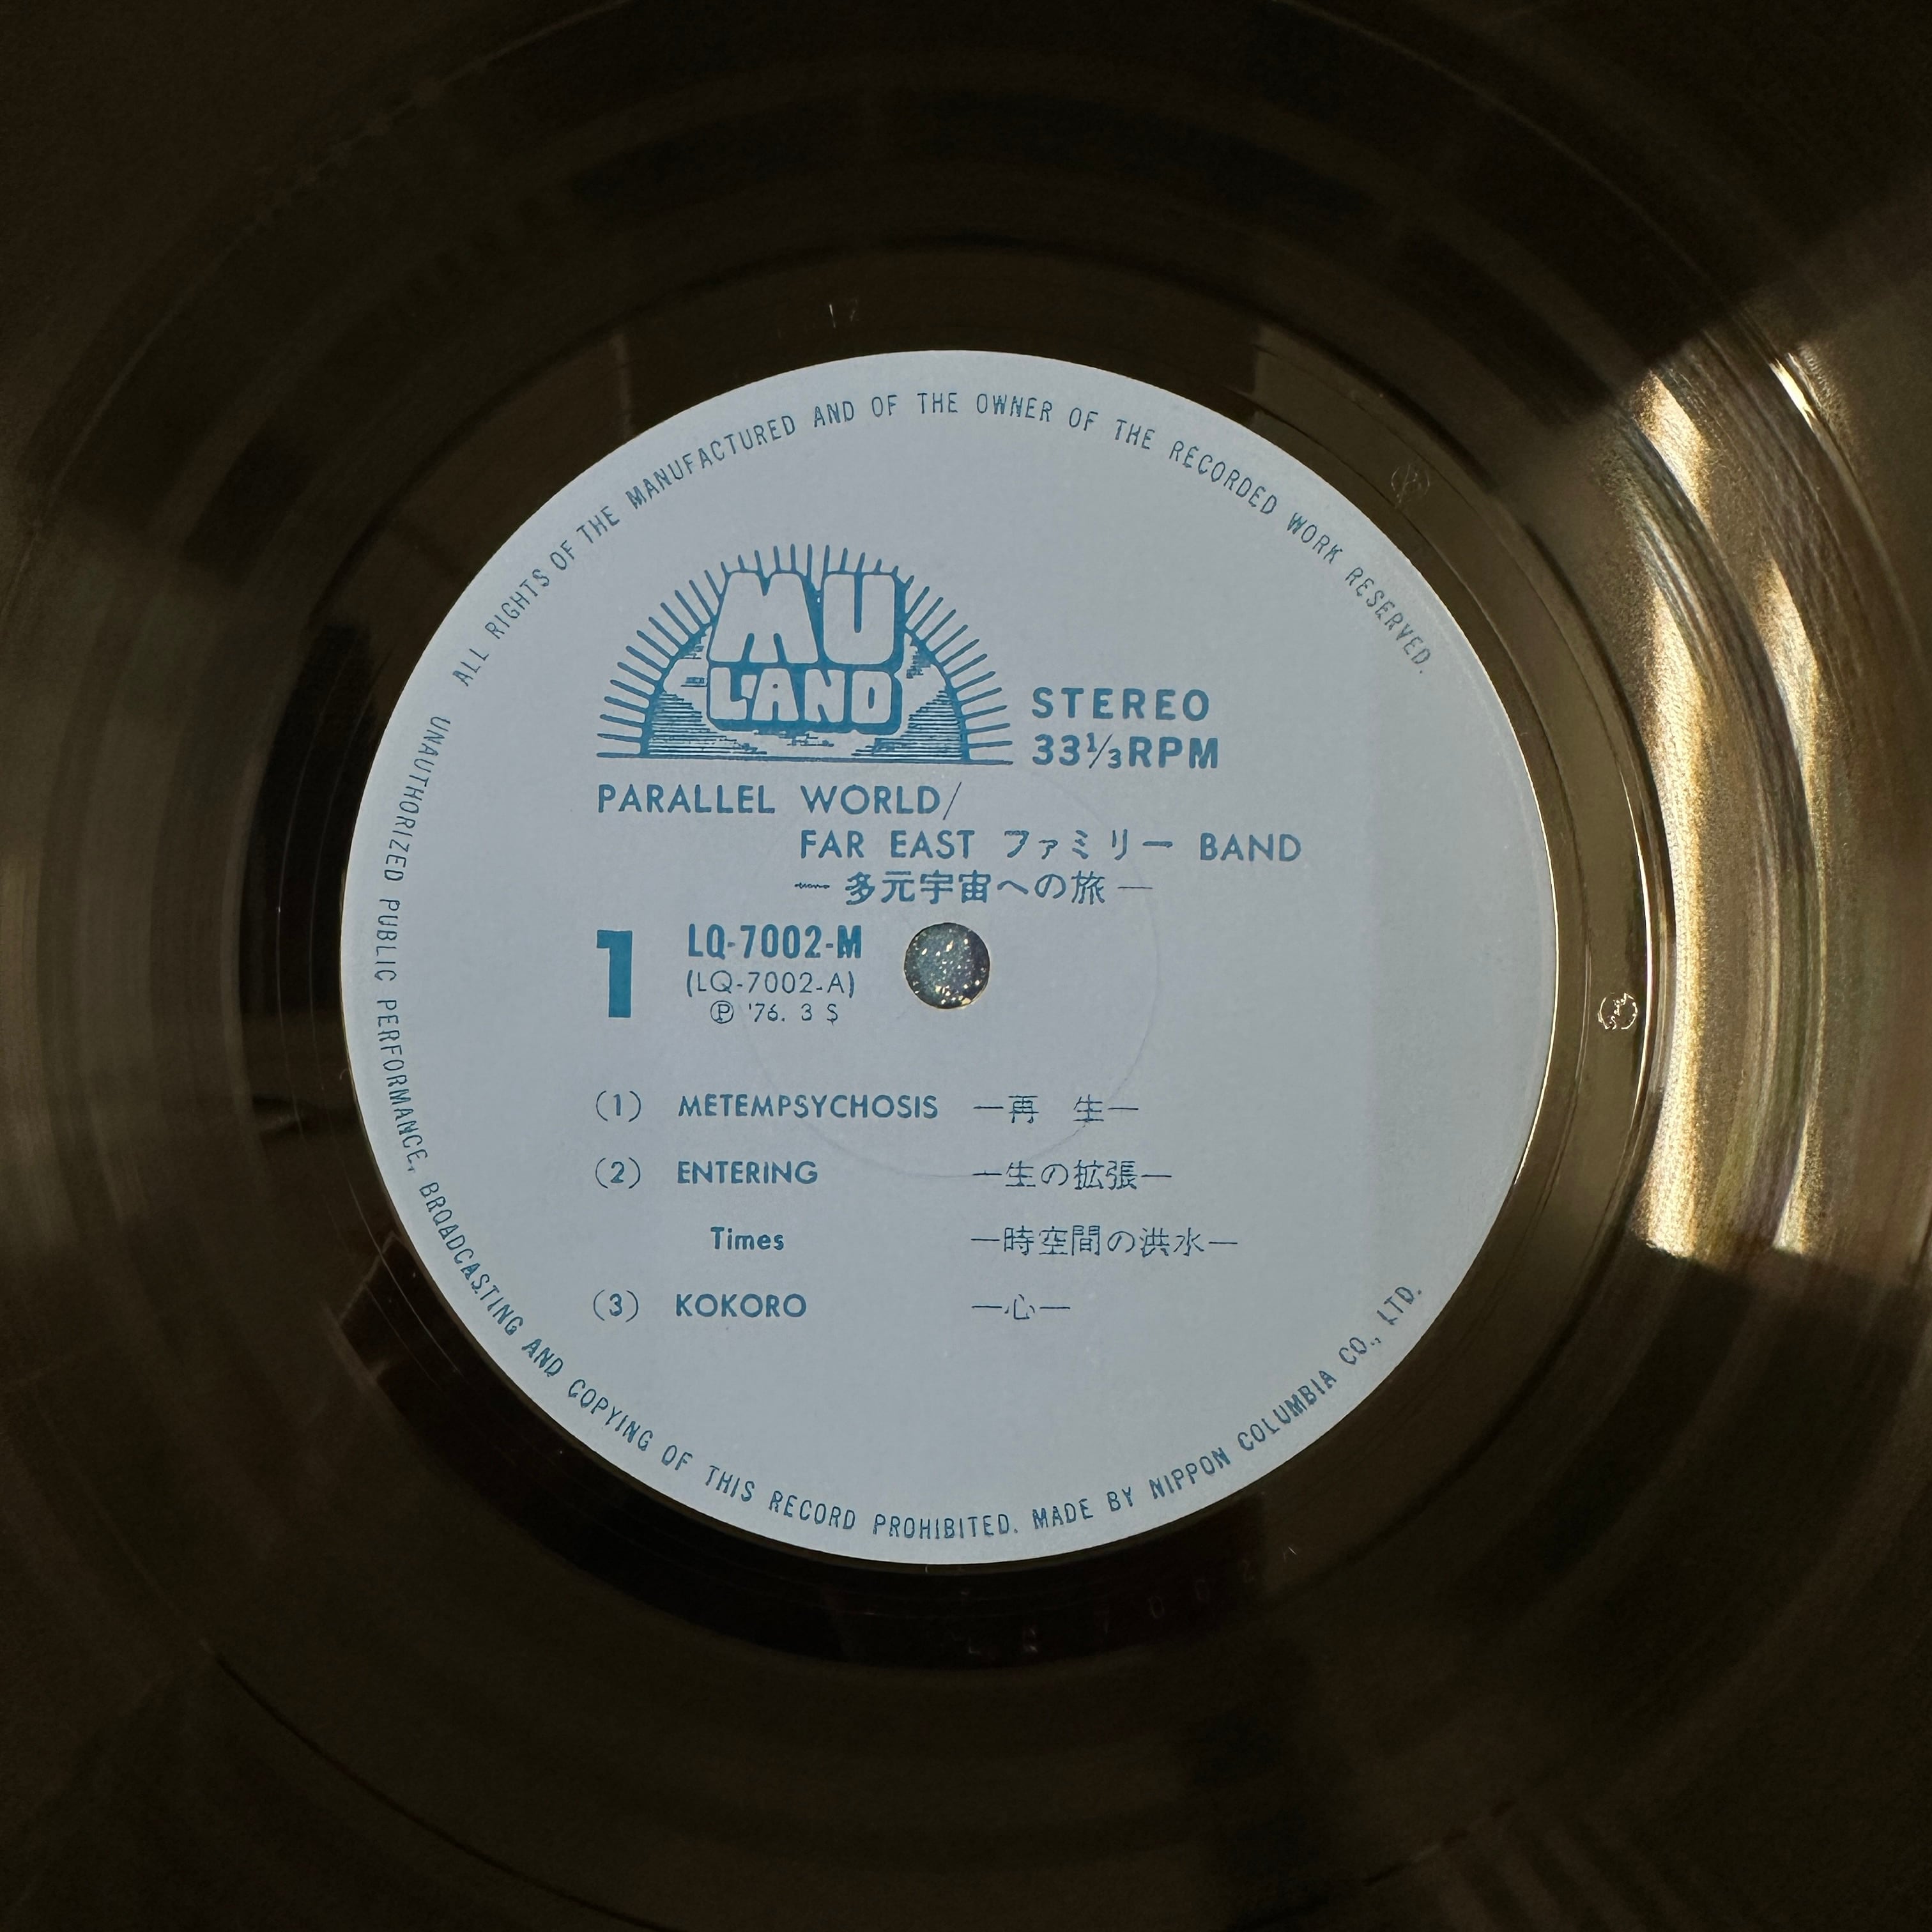 ALL RIGHTS OF THE MANUFACTURED AND OF THE OWNER OF THE RECORDED WORK RESERVED.
MU
LAND
STEREO
33⅓RPM
PARALLEL WORLD/
FAR EAST ファミリー BAND
— 多元宇宙への旅 —
1
LQ-7002-M
(LQ-7002-A)
Ⓟ '76. 3 S
(1) METEMPSYCHOSIS —再 生—
(2) ENTERING —生の拡張—
Times —時空間の洪水—
(3) KOKORO —心—
UNAUTHORIZED PUBLIC PERFORMANCE, BROADCASTING AND COPYING OF THIS RECORD PROHIBITED. MADE BY NIPPON COLUMBIA CO., LTD.